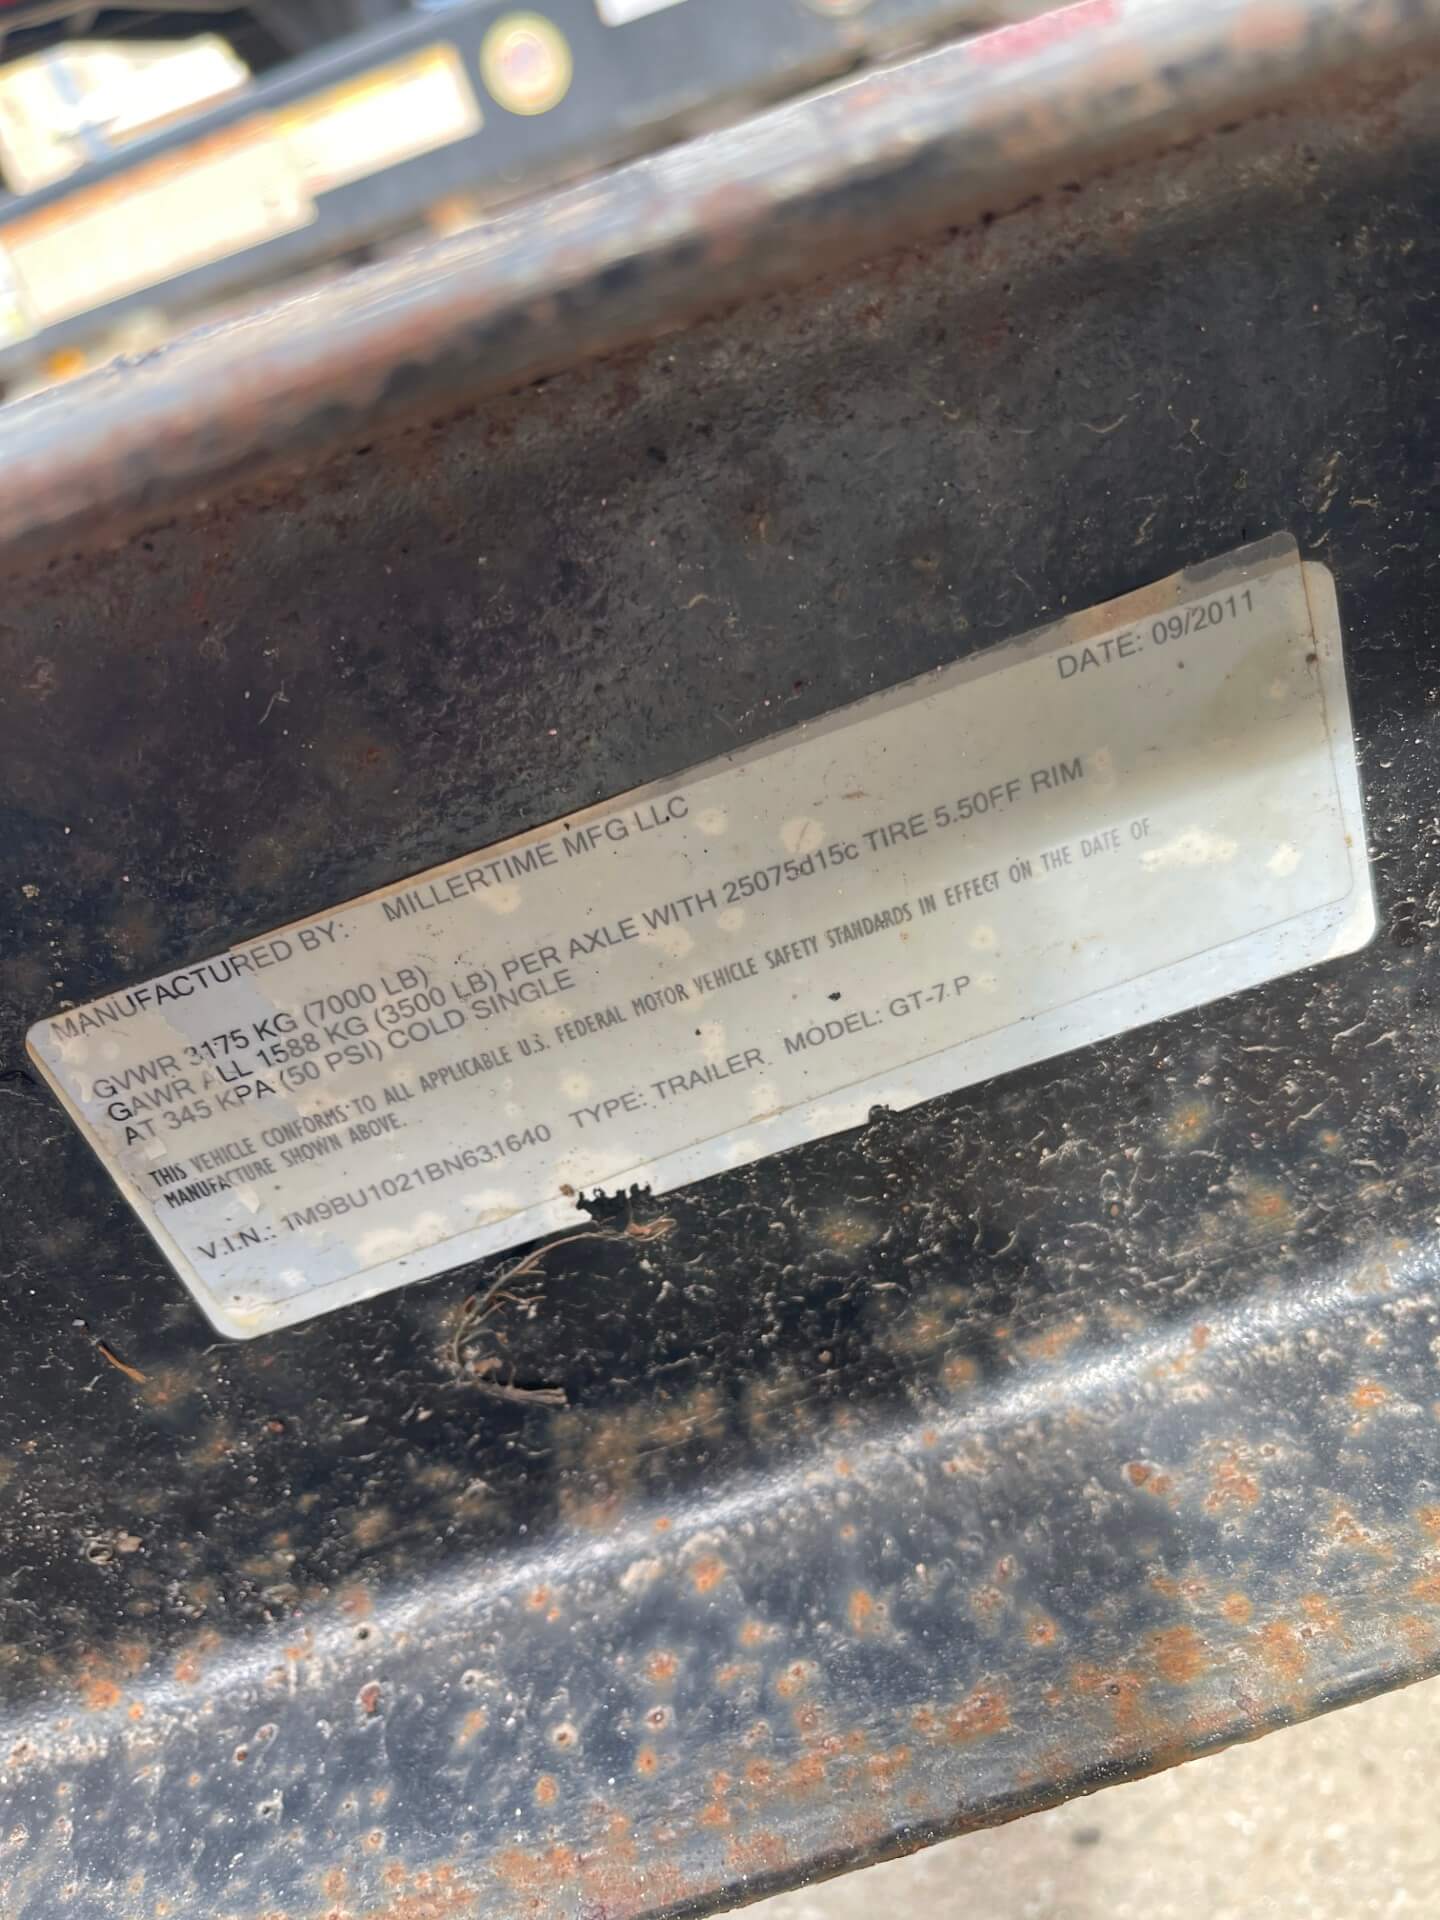 MANUFACTURED BY: MILLERTIME MFG LLC DATE: 09/2011
GVWR 3175 KG (7000 LB)
GAWR ALL 1588 KG (3500 LB) PER AXLE WITH 25075d15c TIRE 5.50FF RIM
AT 345 KPA (50 PSI) COLD SINGLE
THIS VEHICLE CONFORMS TO ALL APPLICABLE U.S. FEDERAL MOTOR VEHICLE SAFETY STANDARDS IN EFFECT ON THE DATE OF
MANUFACTURE SHOWN ABOVE.
V.I.N.: 1M9BU1021BN631640 TYPE: TRAILER MODEL: GT-7 P